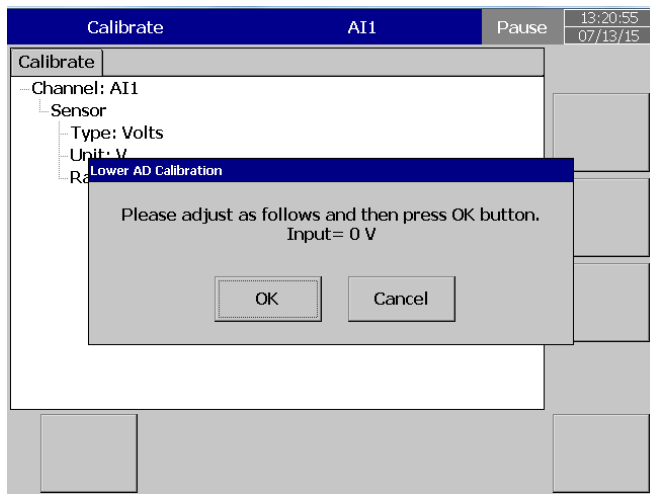 Calibrate AI1 Pause 13:20:55
07/13/15
Calibrate
Channel: AI1
Sensor
Type: Volts
Unit: V
Lower AD Calibration
Please adjust as follows and then press OK button.
Input= 0 V
OK Cancel